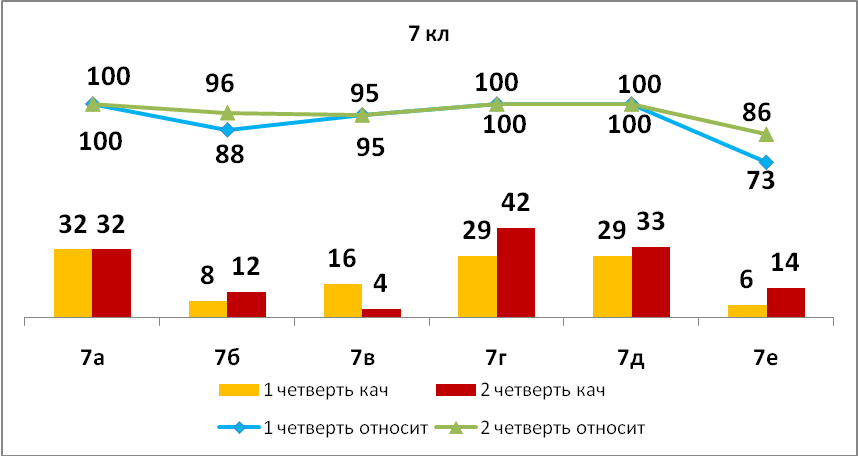 7 кл
100 96 95 100 100 86
100 88 95 100 100 73
32 32 8 12 16 4 29 42 29 33 6 14
7а 7б 7в 7г 7д 7е
1 четверть кач 2 четверть кач
1 четверть относит 2 четверть относит